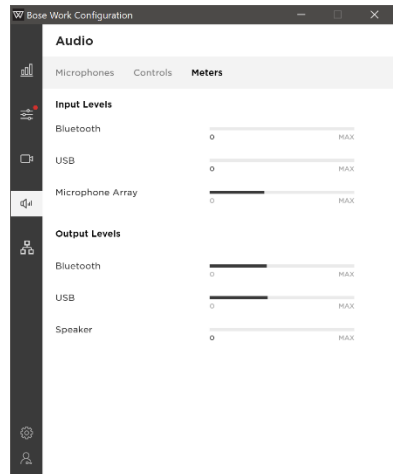 Bose Work Configuration
Audio
Microphones Controls Meters
Input Levels
Bluetooth
0 MAX
USB
0 MAX
Microphone Array
0 MAX
Output Levels
Bluetooth
0 MAX
USB
0 MAX
Speaker
0 MAX